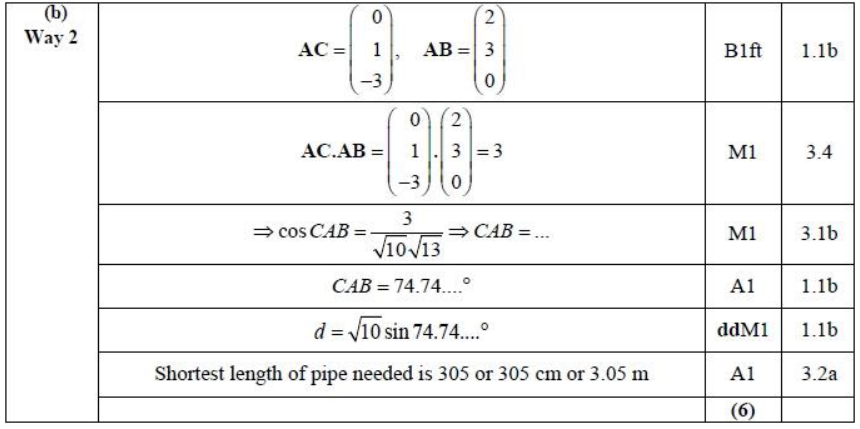 (b)
Way 2
AC = (0 1 −3), AB = (2 3 0) B1ft 1.1b
AC.AB = (0 1 −3).(2 3 0) = 3 M1 3.4
⇒ cos CAB = 3/(√10√13) ⇒ CAB = ... M1 3.1b
CAB = 74.74....° A1 1.1b
d = √10 sin 74.74....° ddM1 1.1b
Shortest length of pipe needed is 305 or 305 cm or 3.05 m A1 3.2a
(6)